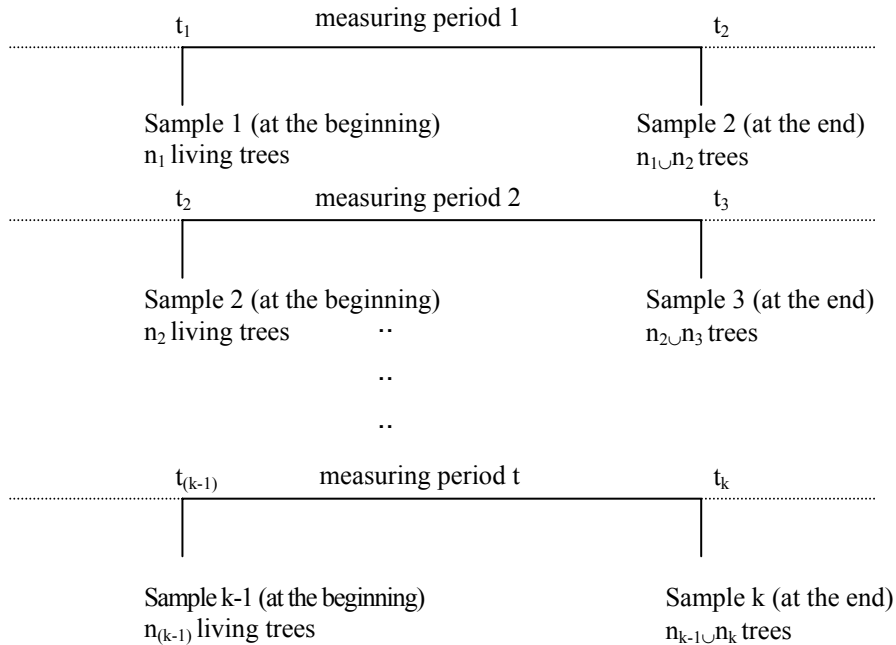 t₁ measuring period 1 t₂
Sample 1 (at the beginning) Sample 2 (at the end)
n₁ living trees n₁∪n₂ trees
t₂ measuring period 2 t₃
Sample 2 (at the beginning) Sample 3 (at the end)
n₂ living trees n₂∪n₃ trees
..
..
..
t₍ₖ₋₁₎ measuring period t tₖ
Sample k-1 (at the beginning) Sample k (at the end)
n₍ₖ₋₁₎ living trees nₖ₋₁∪nₖ trees